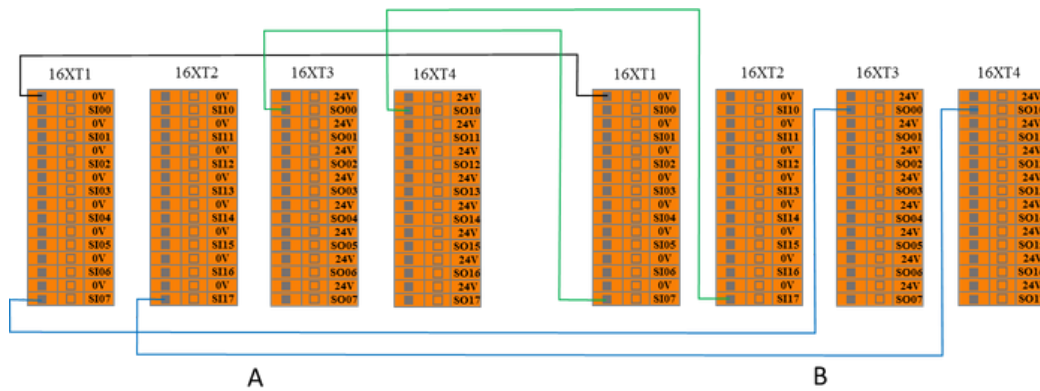 16XT1
0V
SI00
0V
SI01
0V
SI02
0V
SI03
0V
SI04
0V
SI05
0V
SI06
0V
SI07
16XT2
0V
SI10
0V
SI11
0V
SI12
0V
SI13
0V
SI14
0V
SI15
0V
SI16
0V
SI17
16XT3
24V
SO00
24V
SO01
24V
SO02
24V
SO03
24V
SO04
24V
SO05
24V
SO06
24V
SO07
16XT4
24V
SO10
24V
SO11
24V
SO12
24V
SO13
24V
SO14
24V
SO15
24V
SO16
24V
SO17
A
16XT1
0V
SI00
0V
SI01
0V
SI02
0V
SI03
0V
SI04
0V
SI05
0V
SI06
0V
SI07
16XT2
0V
SI10
0V
SI11
0V
SI12
0V
SI13
0V
SI14
0V
SI15
0V
SI16
0V
SI17
16XT3
24V
SO00
24V
SO01
24V
SO02
24V
SO03
24V
SO04
24V
SO05
24V
SO06
24V
SO07
16XT4
24V
24V
24V
24V
24V
24V
24V
24V
B